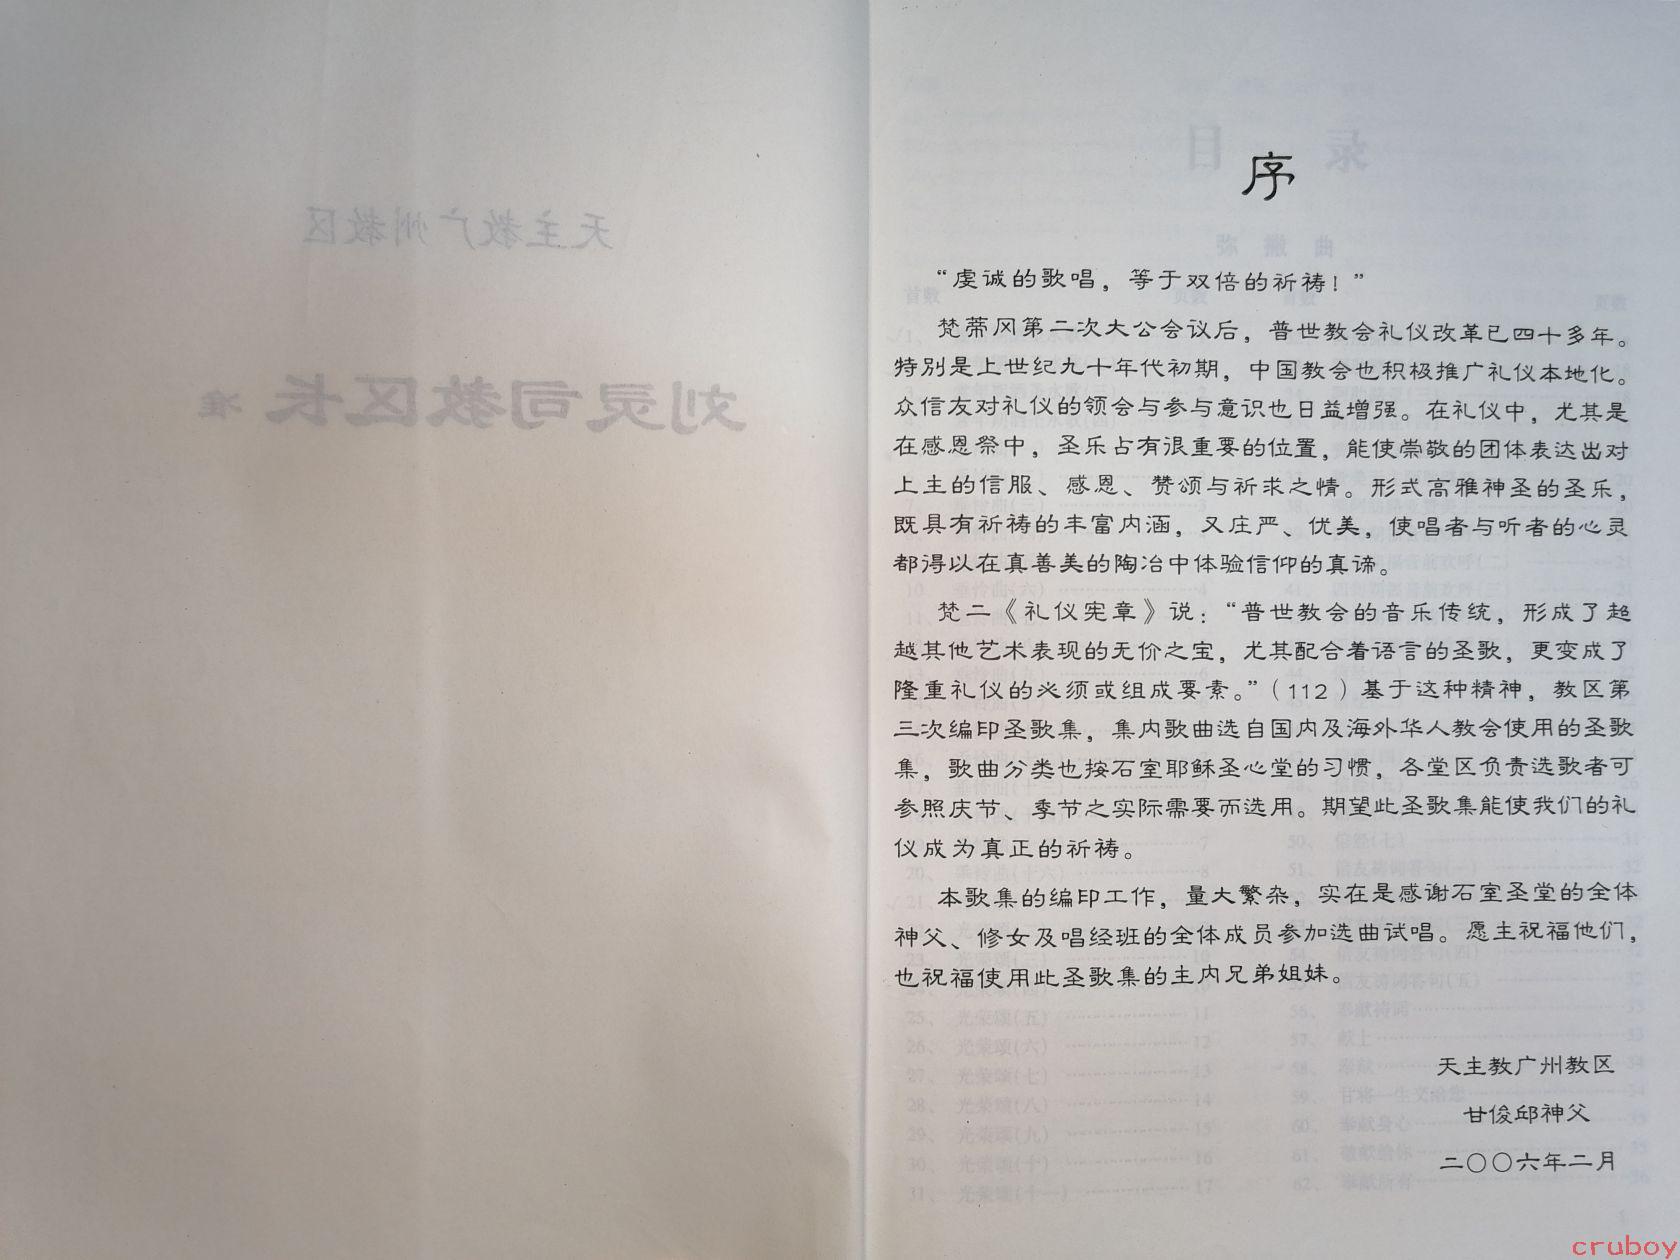 天主教广州教区
刘灵司教区长 准
序
“虔诚的歌唱，等于双倍的祈祷！”
梵蒂冈第二次大公会议后，普世教会礼仪改革已四十多年。
特别是上世纪九十年代初期，中国教会也积极推广礼仪本地化。
众信友对礼仪的领会与参与意识也日益增强。在礼仪中，尤其是
在感恩祭中，圣乐占有很重要的位置，能使崇敬的团体表达出对
上主的信服、感恩、赞颂与祈求之情。形式高雅神圣的圣乐，
既具有祈祷的丰富内涵，又庄严、优美，使唱者与听者的心灵
都得以在真善美的陶冶中体验信仰的真谛。
梵二《礼仪宪章》说：“普世教会的音乐传统，形成了超
越其他艺术表现的无价之宝，尤其配合着语言的圣歌，更变成了
隆重礼仪的必须或组成要素。”（112）基于这种精神，教区第
三次编印圣歌集，集内歌曲选自国内及海外华人教会使用的圣歌
集，歌曲分类也按石室耶稣圣心堂的习惯，各堂区负责选歌者可
参照庆节、季节之实际需要而选用。期望此圣歌集能使我们的礼
仪成为真正的祈祷。
本歌集的编印工作，量大繁杂，实在是感谢石室圣堂的全体
神父、修女及唱经班的全体成员参加选曲试唱。愿主祝福他们，
也祝福使用此圣歌集的主内兄弟姐妹。
天主教广州教区
甘俊邱神父
二〇〇六年二月
cruboy